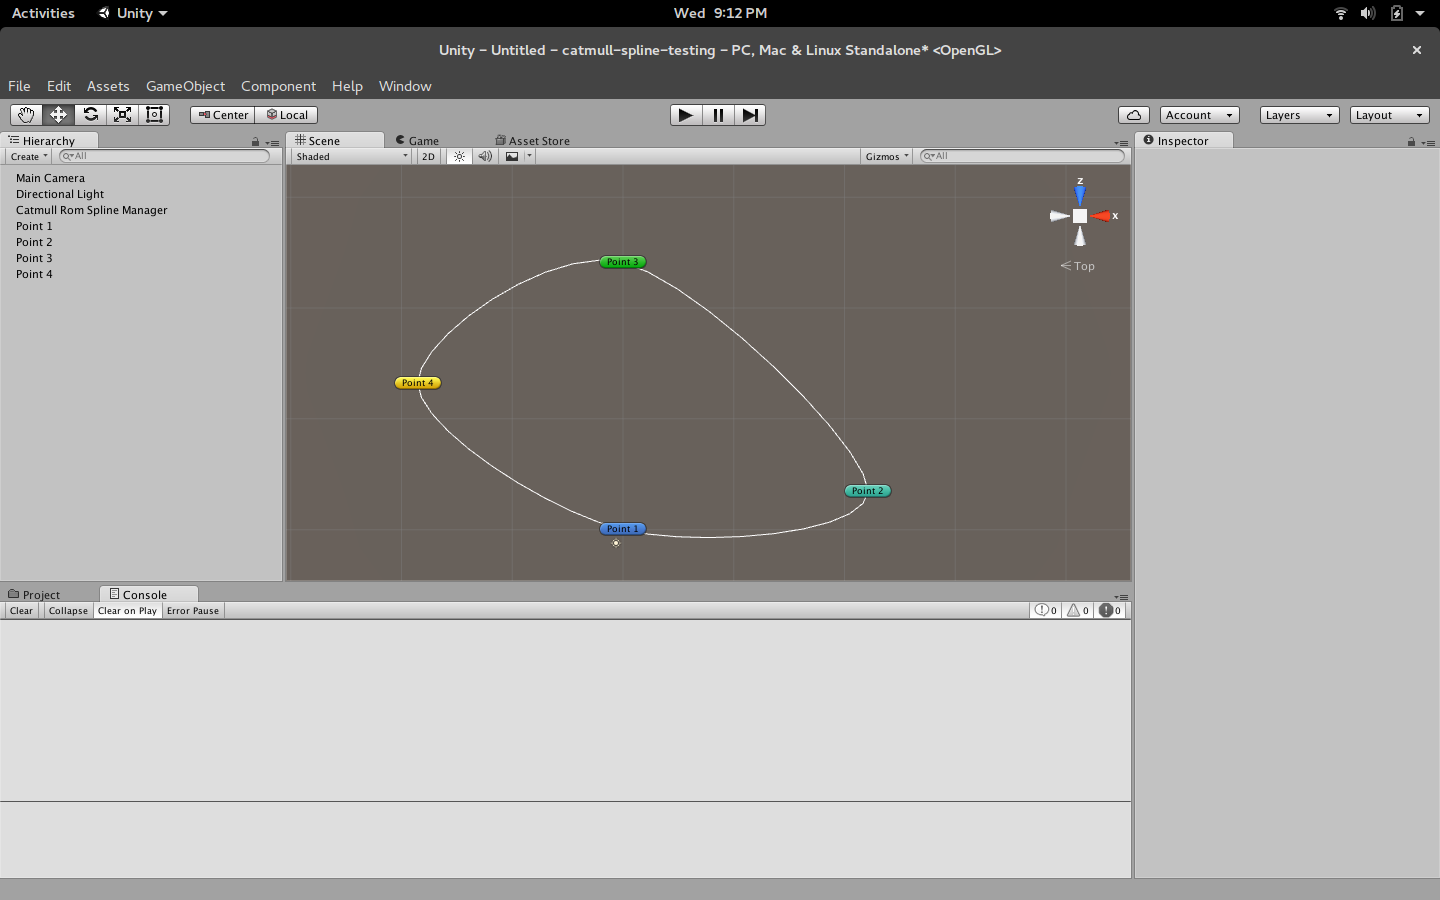 Activities Unity Wed 9:12 PM
Unity - Untitled - catmull-spline-testing - PC, Mac & Linux Standalone* <OpenGL>
File Edit Assets GameObject Component Help Window
Center Local Account Layers Layout
Hierarchy Scene Game Asset Store Inspector
Create All Shaded 2D Gizmos All
Main Camera
Directional Light
Catmull Rom Spline Manager
Point 1
Point 2
Point 3
Point 4
z
x
Top
Point 3
Point 4
Point 2
Point 1
Project Console
Clear Collapse Clear on Play Error Pause 0 0 0